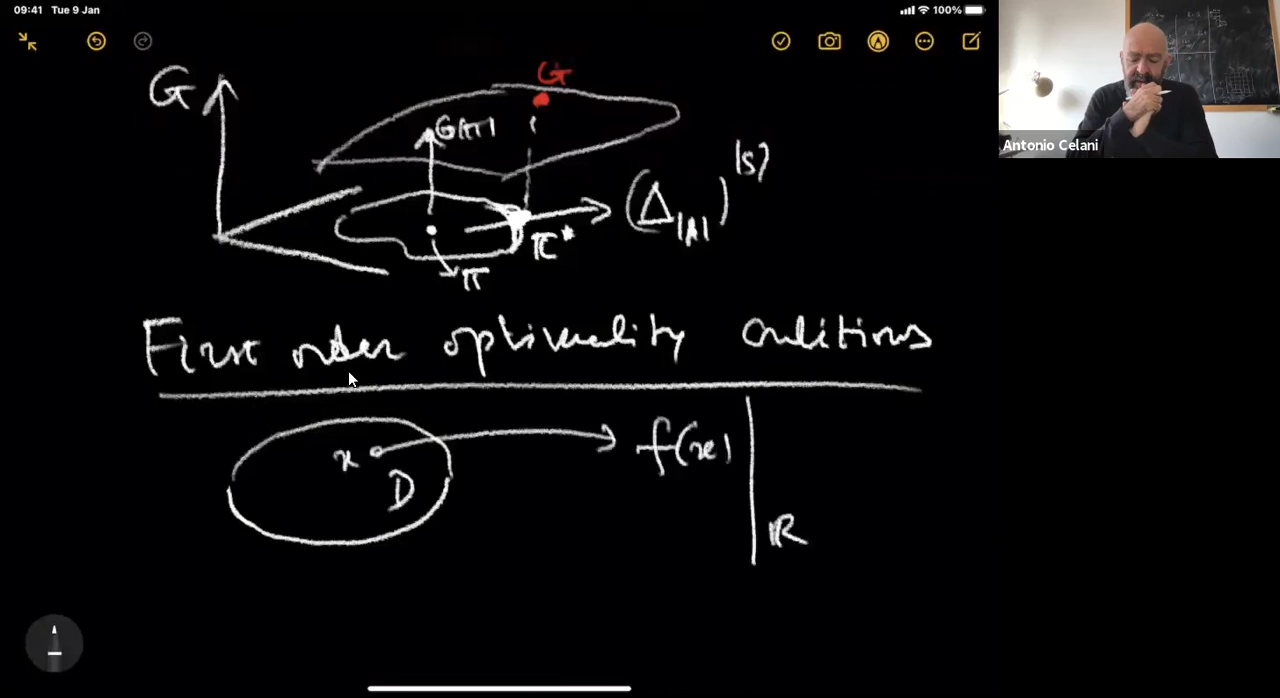 09:41 Tue 9 Jan
100%
Antonio Celani
G
G
G(π)
(Δ|A|)|S|
π*
π
First order optimality conditions
x
D
f(x)
ℝ